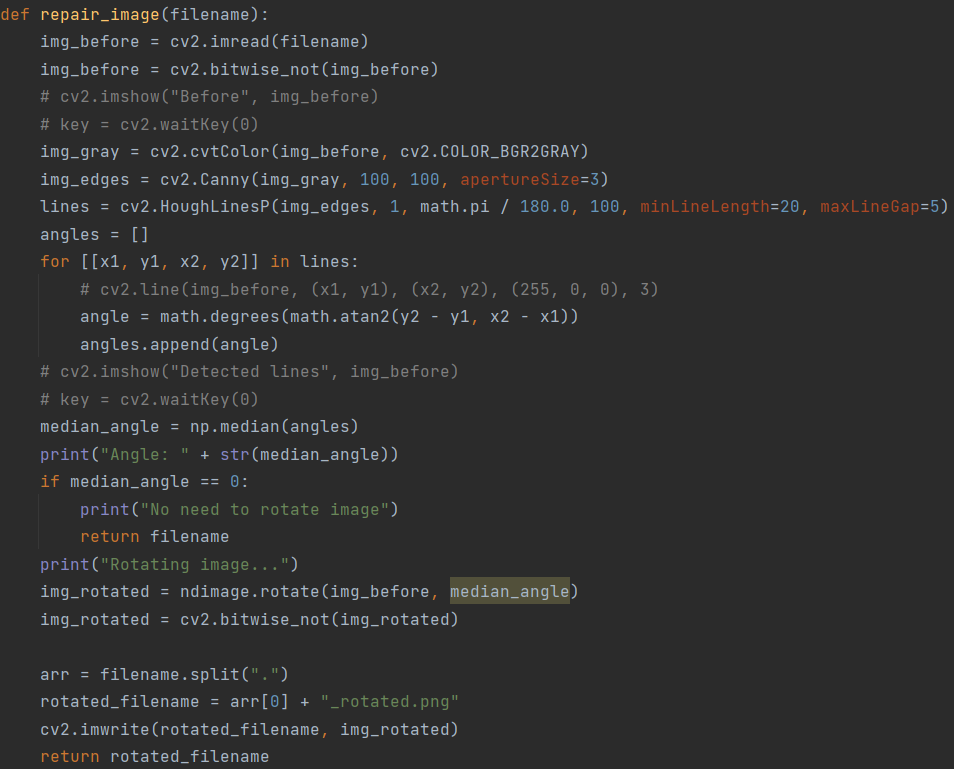 def repair_image(filename):
    img_before = cv2.imread(filename)
    img_before = cv2.bitwise_not(img_before)
    # cv2.imshow("Before", img_before)
    # key = cv2.waitKey(0)
    img_gray = cv2.cvtColor(img_before, cv2.COLOR_BGR2GRAY)
    img_edges = cv2.Canny(img_gray, 100, 100, apertureSize=3)
    lines = cv2.HoughLinesP(img_edges, 1, math.pi / 180.0, 100, minLineLength=20, maxLineGap=5)
    angles = []
    for [[x1, y1, x2, y2]] in lines:
        # cv2.line(img_before, (x1, y1), (x2, y2), (255, 0, 0), 3)
        angle = math.degrees(math.atan2(y2 - y1, x2 - x1))
        angles.append(angle)
    # cv2.imshow("Detected lines", img_before)
    # key = cv2.waitKey(0)
    median_angle = np.median(angles)
    print("Angle: " + str(median_angle))
    if median_angle == 0:
        print("No need to rotate image")
        return filename
    print("Rotating image...")
    img_rotated = ndimage.rotate(img_before, median_angle)
    img_rotated = cv2.bitwise_not(img_rotated)

    arr = filename.split(".")
    rotated_filename = arr[0] + "_rotated.png"
    cv2.imwrite(rotated_filename, img_rotated)
    return rotated_filename